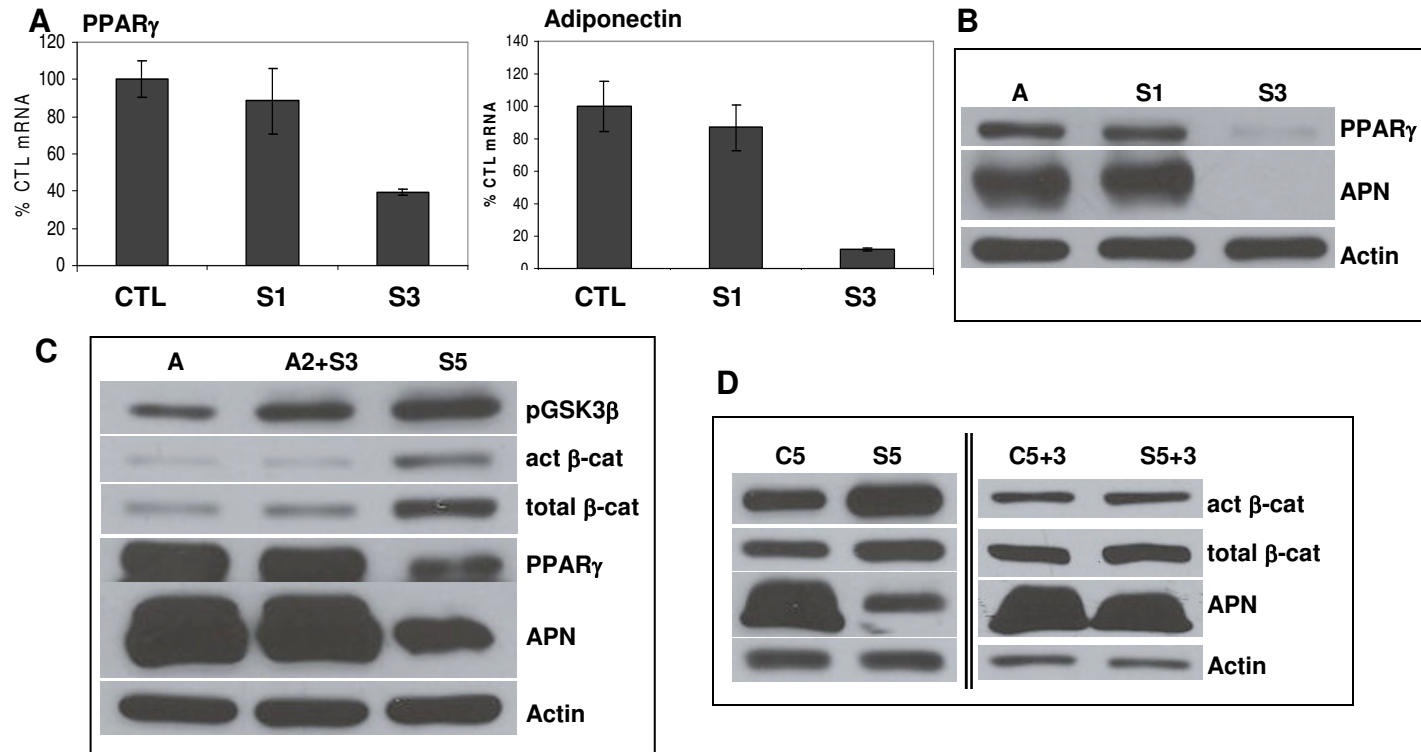 A
PPARγ
120
100
80
60
40
20
0
% CTL mRNA
CTL S1 S3
Adiponectin
140
120
100
80
60
40
20
0
% CTL mRNA
CTL S1 S3
B
A S1 S3
PPARγ
APN
Actin
C
A A2+S3 S5
pGSK3β
act β-cat
total β-cat
PPARγ
APN
Actin
D
C5 S5 C5+3 S5+3
act β-cat
total β-cat
APN
Actin